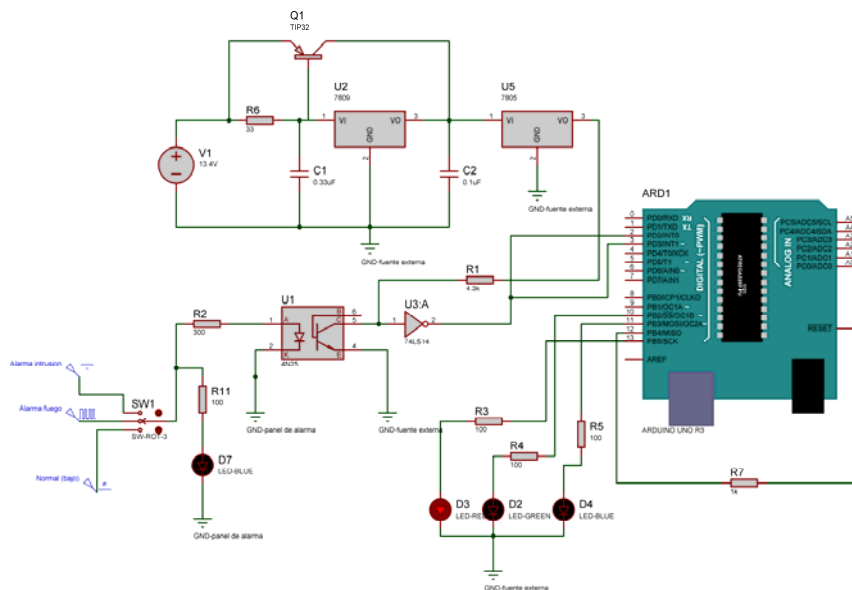 Q1
TIP32
U2
7809
U5
7805
R6
33
1
VI
VO
3
GND
2
1
VI
VO
3
GND
2
V1
13.4V
C1
0.33uF
C2
0.1uF
GND-fuente externa
GND-fuente externa
ARD1
0
1
2
3
4
5
6
7
PD0/RXD
PD1/TXD
PD2/INT0
PD3/INT1
PD4/T0/XCK
PD5/T1
PD6/AIN0
PD7/AIN1
RX
TX
DIGITAL (~PWM)
ANALOG IN
PC5/ADC5/SCL
PC4/ADC4/SDA
PC3/ADC3
PC2/ADC2
PC1/ADC1
PC0/ADC0
8
9
10
11
12
13
PB0/ICP1/CLKO
PB1/OC1A
PB2/SS/OC1B
PB3/MOSI/OC2A
PB4/MISO
PB5/SCK
AREF
RESET
ARDUINO UNO R3
R1
4.3k
U1
4N25
1
A
2
K
B
6
C
5
E
4
U3:A
1
2
74LS14
R2
300
Alarma intrusion
Alarma fuego
SW1
SW-ROT-3
Normal (bajo)
R11
100
D7
LED-BLUE
GND-panel de alarma
GND-panel de alarma
GND-fuente extern
R3
100
R4
100
R5
100
D3
LED-RE
D2
LED-GREEN
D4
LED-BLUE
GND-fuente externa
R7
1k